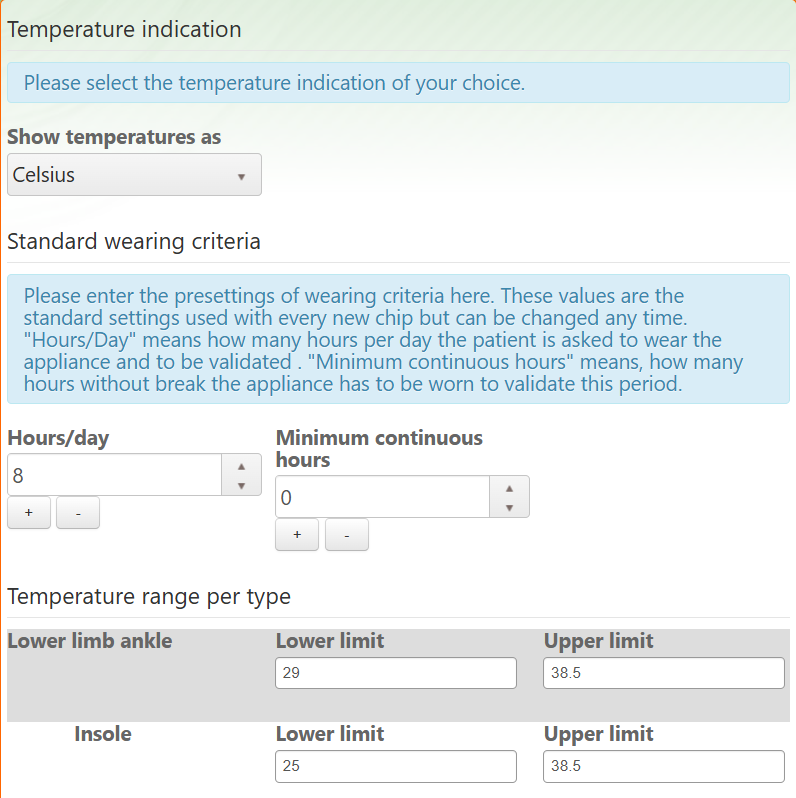 Temperature indication
Please select the temperature indication of your choice.
Show temperatures as
Celsius
Standard wearing criteria
Please enter the presettings of wearing criteria here. These values are the
standard settings used with every new chip but can be changed any time.
"Hours/Day" means how many hours per day the patient is asked to wear the
appliance and to be validated . "Minimum continuous hours" means, how many
hours without break the appliance has to be worn to validate this period.
Hours/day
8
+ -
Minimum continuous
hours
0
+ -
Temperature range per type
Lower limb ankle Lower limit Upper limit
29 38.5
Insole Lower limit Upper limit
25 38.5